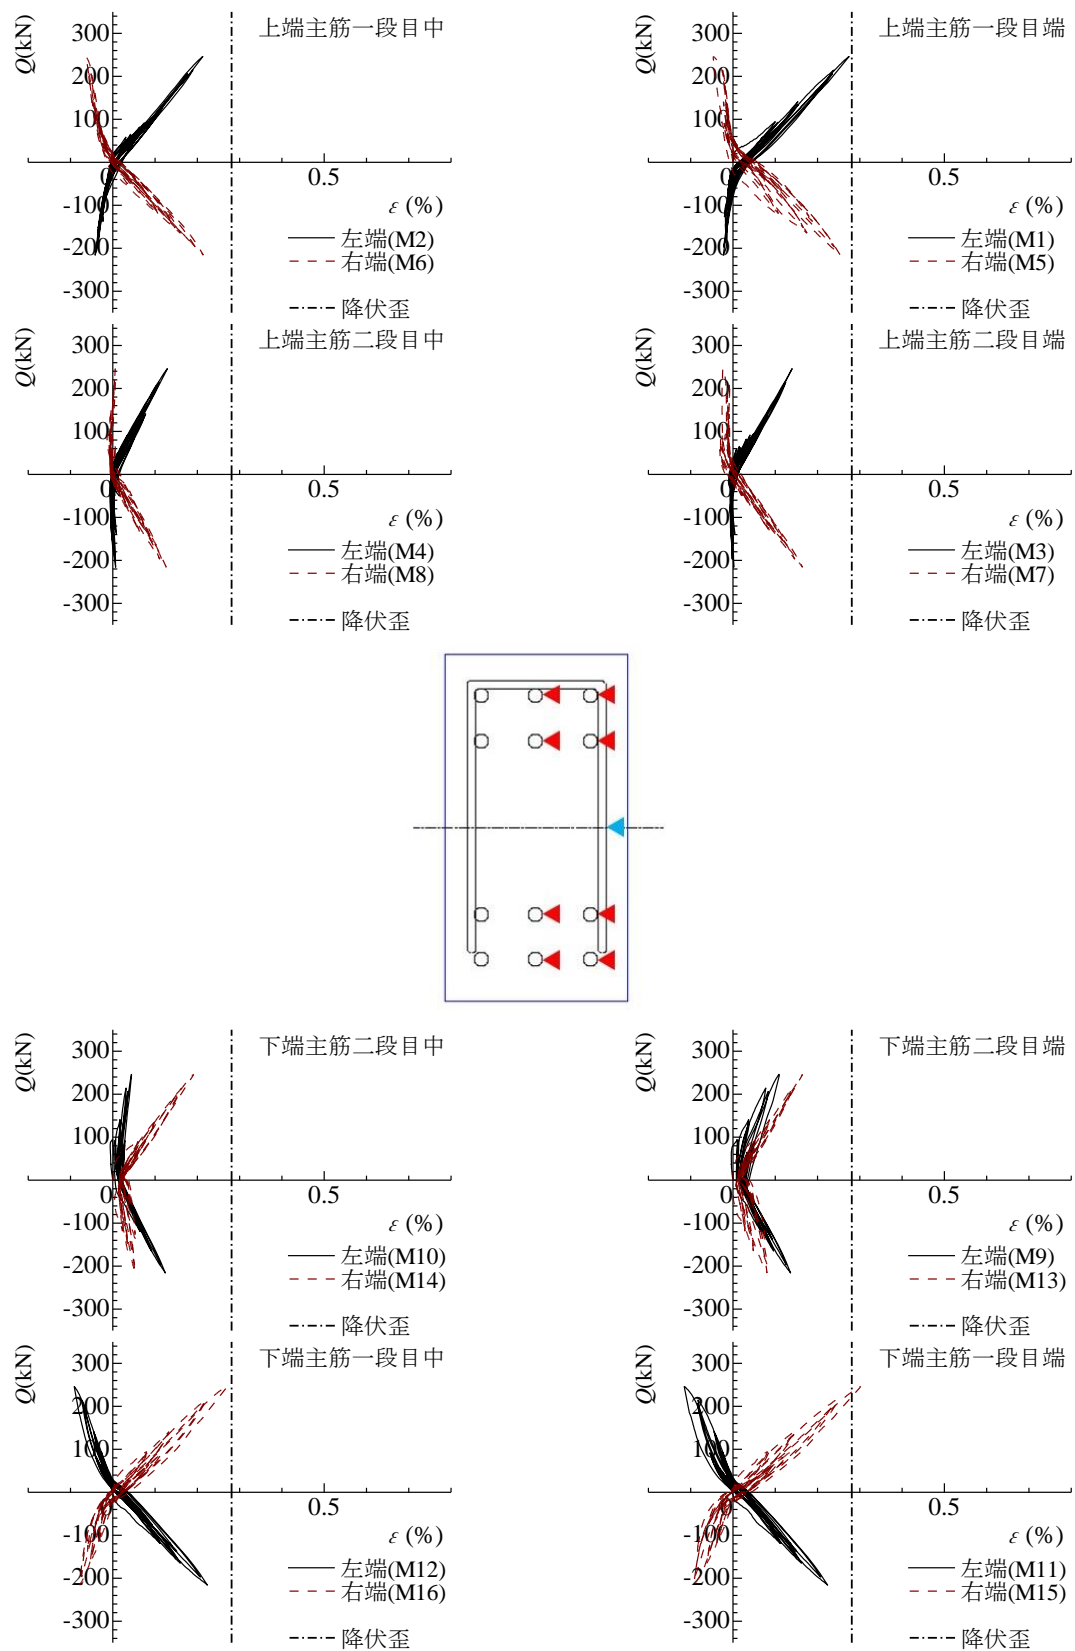 上端主筋一段目中
Q(kN)
300
200
100
0
0.5
-100
ε (%)
-200
左端(M2)
右端(M6)
-300
降伏歪
上端主筋一段目端
Q(kN)
300
200
100
0
0.5
-100
ε (%)
-200
左端(M1)
右端(M5)
-300
降伏歪
上端主筋二段目中
Q(kN)
300
200
100
0
0.5
-100
ε (%)
-200
左端(M4)
右端(M8)
-300
降伏歪
上端主筋二段目端
Q(kN)
300
200
100
0
0.5
-100
ε (%)
-200
左端(M3)
右端(M7)
-300
降伏歪
下端主筋二段目中
Q(kN)
300
200
100
0
0.5
-100
ε (%)
-200
左端(M10)
右端(M14)
-300
降伏歪
下端主筋二段目端
Q(kN)
300
200
100
0
0.5
-100
ε (%)
-200
左端(M9)
右端(M13)
-300
降伏歪
下端主筋一段目中
Q(kN)
300
200
100
0
0.5
-100
ε (%)
-200
左端(M12)
右端(M16)
-300
降伏歪
下端主筋一段目端
Q(kN)
300
200
100
0
0.5
-100
ε (%)
-200
左端(M11)
右端(M15)
-300
降伏歪